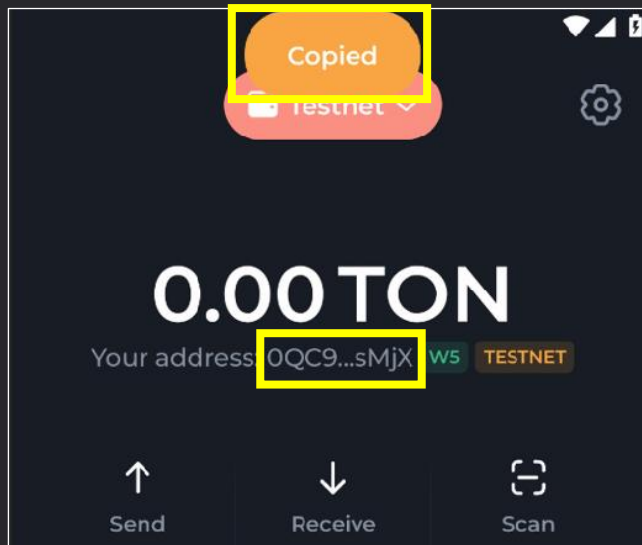 Copied
Testnet
0.00 TON
Your address: 0QC9...sMjX W5 TESTNET
Send Receive Scan